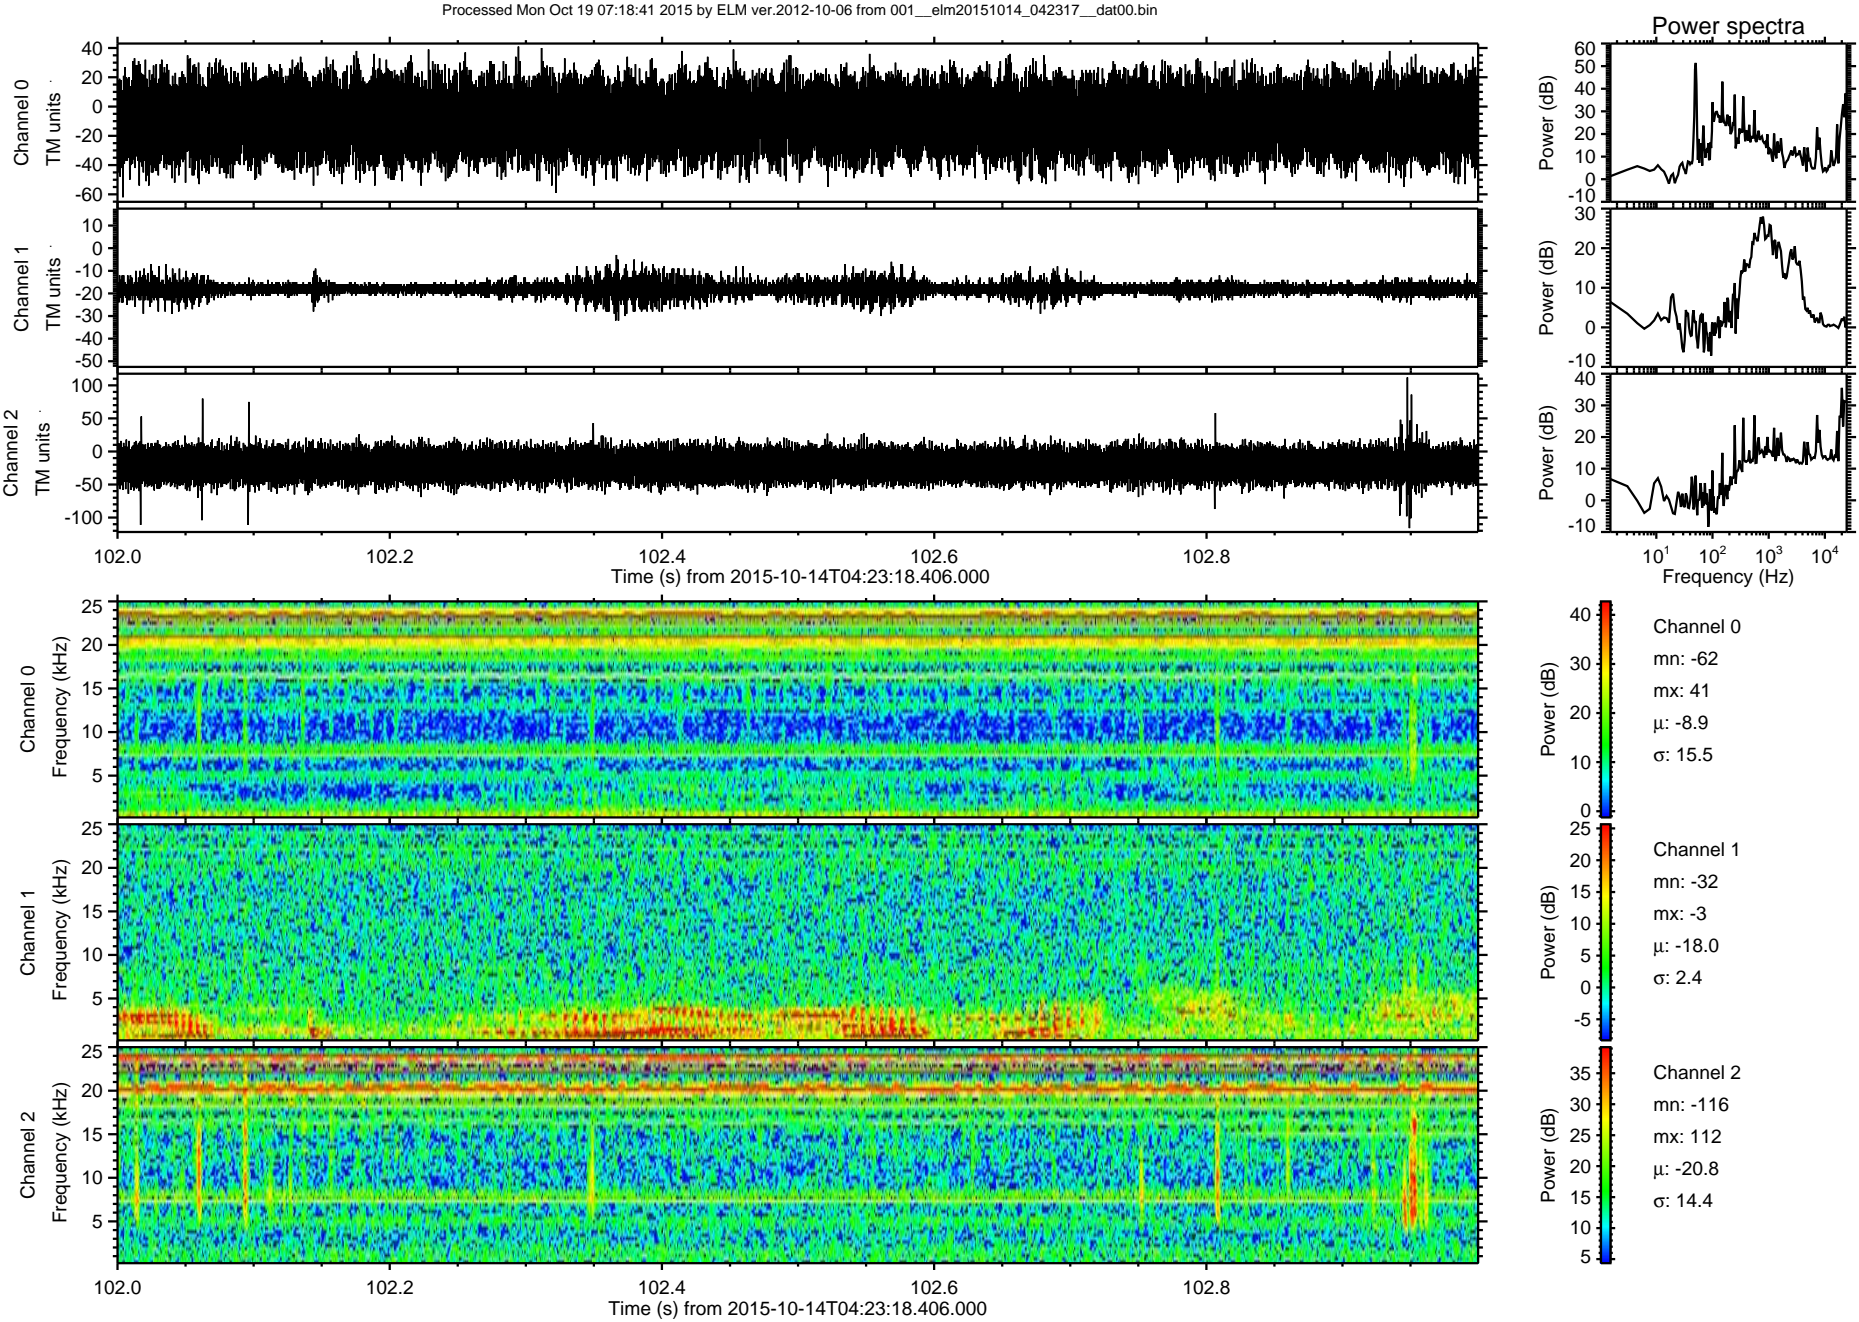 Processed Mon Oct 19 07:18:41 2015 by ELM ver.2012-10-06 from 001__elm20151014_042317__dat00.bin
Power spectra
Channel 0
TM units
40
20
0
-20
-40
-60
Power (dB)
60
50
40
30
20
10
0
-10
Channel 1
TM units
10
0
-10
-20
-30
-40
-50
Power (dB)
30
20
10
0
-10
Channel 2
TM units
100
50
0
-50
-100
Power (dB)
40
30
20
10
0
-10
102.0 102.2 102.4 102.6 102.8
Time (s) from 2015-10-14T04:23:18.406.000
10^1 10^2 10^3 10^4
Frequency (Hz)
Channel 0
Frequency (kHz)
25
20
15
10
5
Power (dB)
40
30
20
10
0
Channel 0
mn: -62
mx: 41
μ: -8.9
σ: 15.5
Channel 1
Frequency (kHz)
25
20
15
10
5
Power (dB)
25
20
15
10
5
0
-5
Channel 1
mn: -32
mx: -3
μ: -18.0
σ: 2.4
Channel 2
Frequency (kHz)
25
20
15
10
5
Power (dB)
35
30
25
20
15
10
5
Channel 2
mn: -116
mx: 112
μ: -20.8
σ: 14.4
102.0 102.2 102.4 102.6 102.8
Time (s) from 2015-10-14T04:23:18.406.000